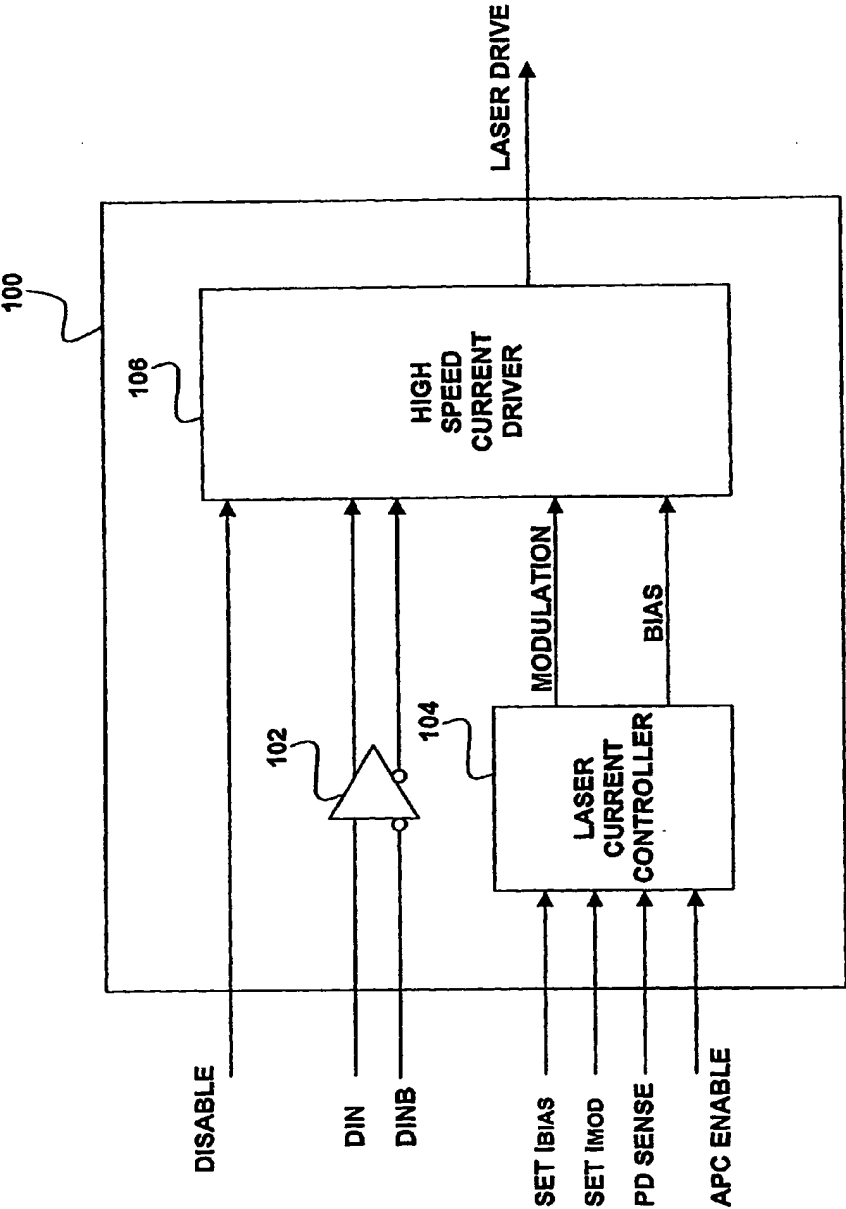 100
106
HIGH
SPEED
CURRENT
DRIVER
LASER DRIVE
102
104
MODULATION
BIAS
LASER
CURRENT
CONTROLLER
DISABLE
DIN
DINB
SET IBIAS
SET IMOD
PD SENSE
APC ENABLE